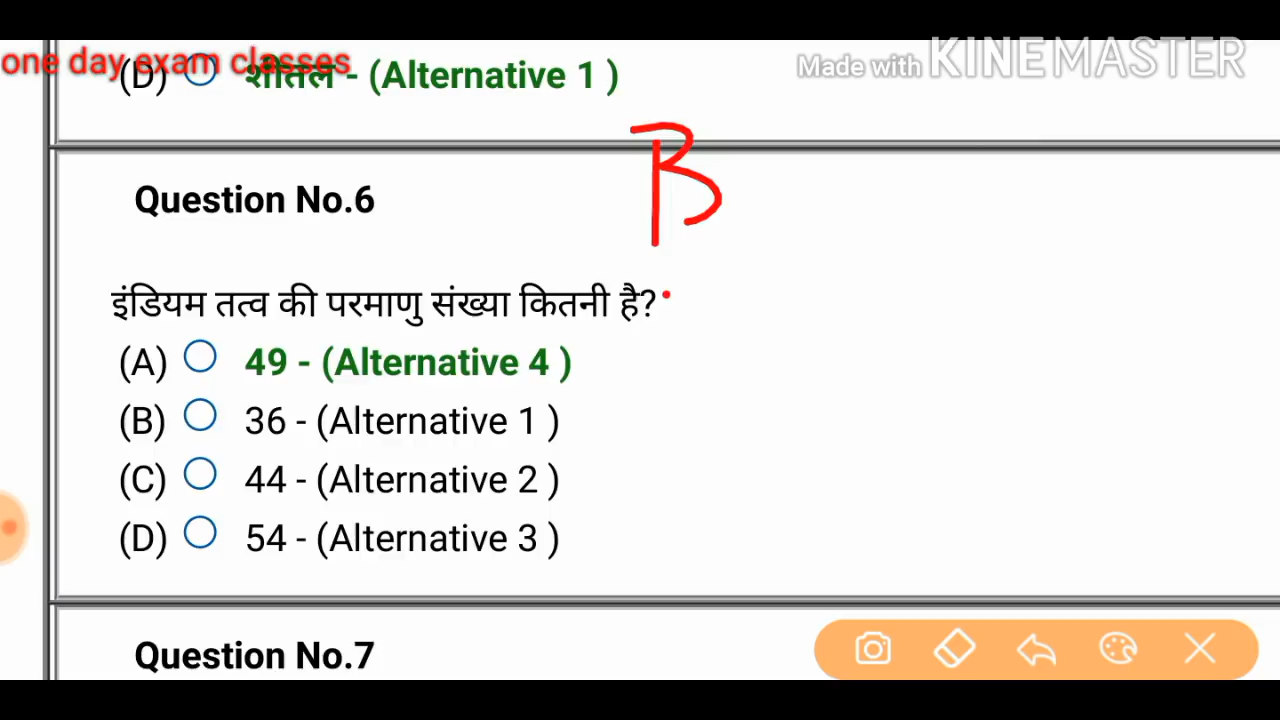 one day exam classes
Made with KINEMASTER
(D) शीतल - (Alternative 1 )
B
Question No.6
इंडियम तत्व की परमाणु संख्या कितनी है?
(A) 49 - (Alternative 4 )
(B) 36 - (Alternative 1 )
(C) 44 - (Alternative 2 )
(D) 54 - (Alternative 3 )
Question No.7